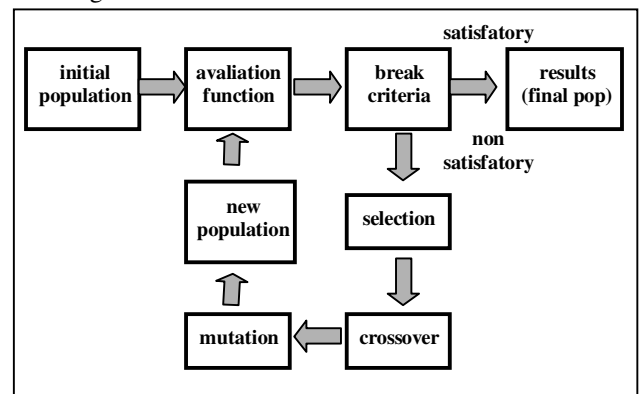 satisfatory
initial
population
avaliation
function
break
criteria
results
(final pop)
non
satisfatory
new
population
selection
mutation
crossover